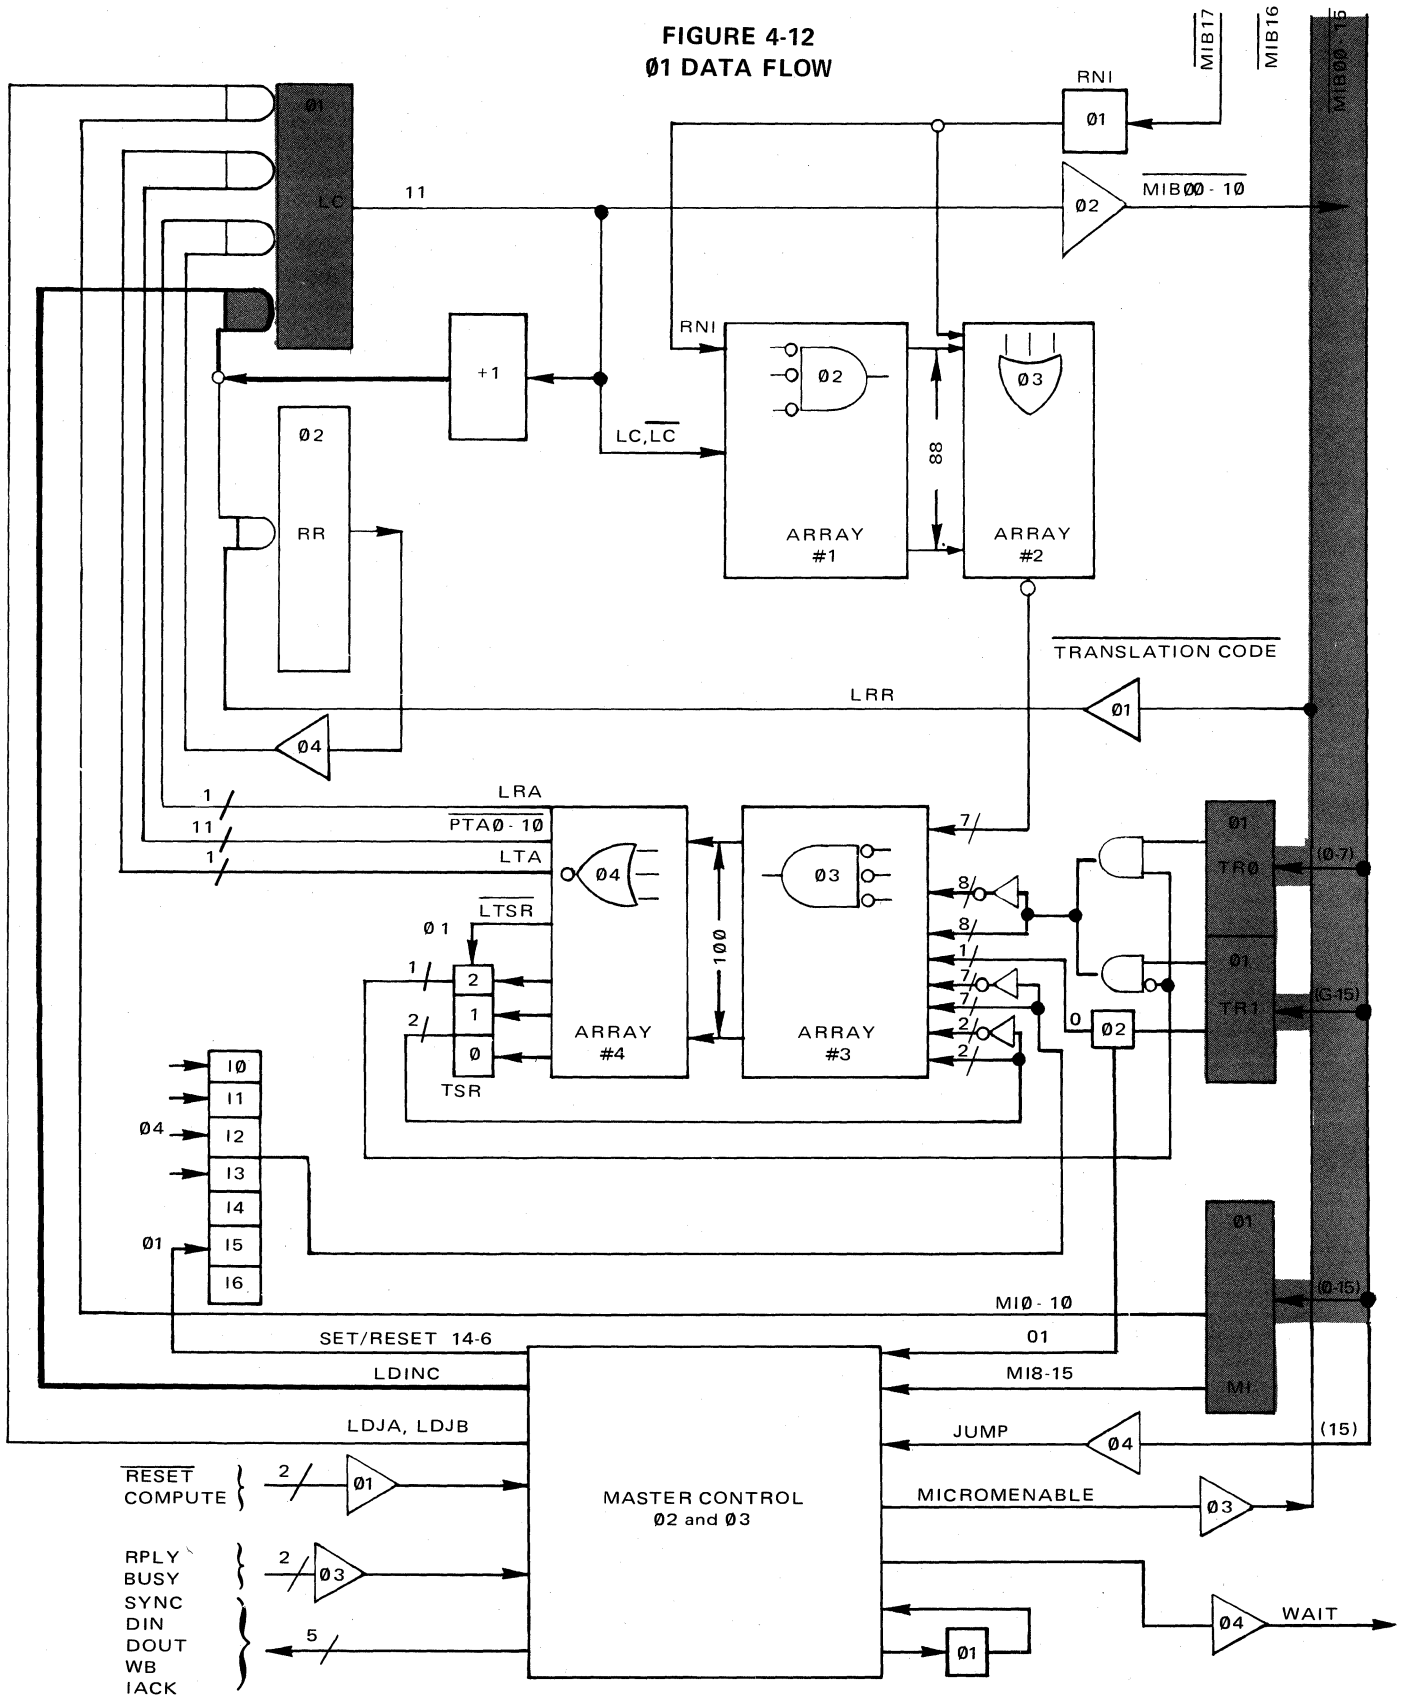 FIGURE 4-12
Ø1 DATA FLOW
MIB17
MIB16
MIB00 - 15
RNI
Ø1
Ø1
LC
11
Ø2
MIBØØ - 1Ø
RNI
+1
Ø2
Ø3
LC, LC
88
ARRAY
#1
ARRAY
#2
Ø2
RR
TRANSLATION CODE
LRR
Ø1
Ø4
1
LRA
11
PTAØ - 1Ø
1
LTA
Ø4
LTSR
Ø1
1
2
2
1
Ø
TSR
ARRAY
#4
100
Ø3
ARRAY
#3
7
8
8
1
7
7
2
2
0
Ø2
Ø1
TRØ
(Ø-7)
Ø1
TR1
(G-15)
IØ
I1
Ø4
I2
I3
I4
Ø1
I5
I6
Ø1
MI
(Ø-15)
MIØ - 1Ø
SET/RESET 14-6
01
LDINC
MI8-15
LDJA, LDJB
JUMP
Ø4
(15)
RESET
COMPUTE
2
Ø1
MASTER CONTROL
Ø2 and Ø3
MICROMENABLE
Ø3
RPLY
BUSY
2
Ø3
SYNC
DIN
DOUT
WB
IACK
5
Ø1
Ø4
WAIT